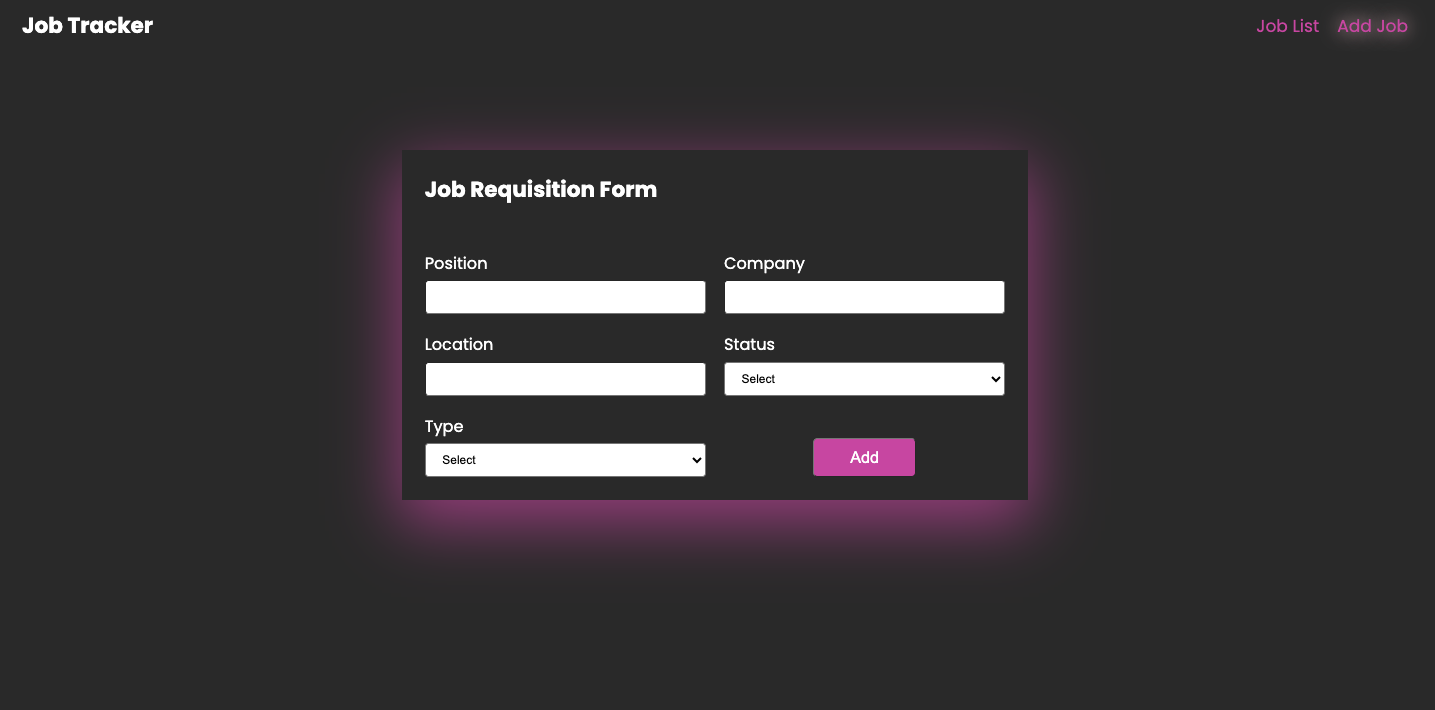 Job Tracker
Job List Add Job
Job Requisition Form
Position Company
Location Status
Select
Type
Select Add